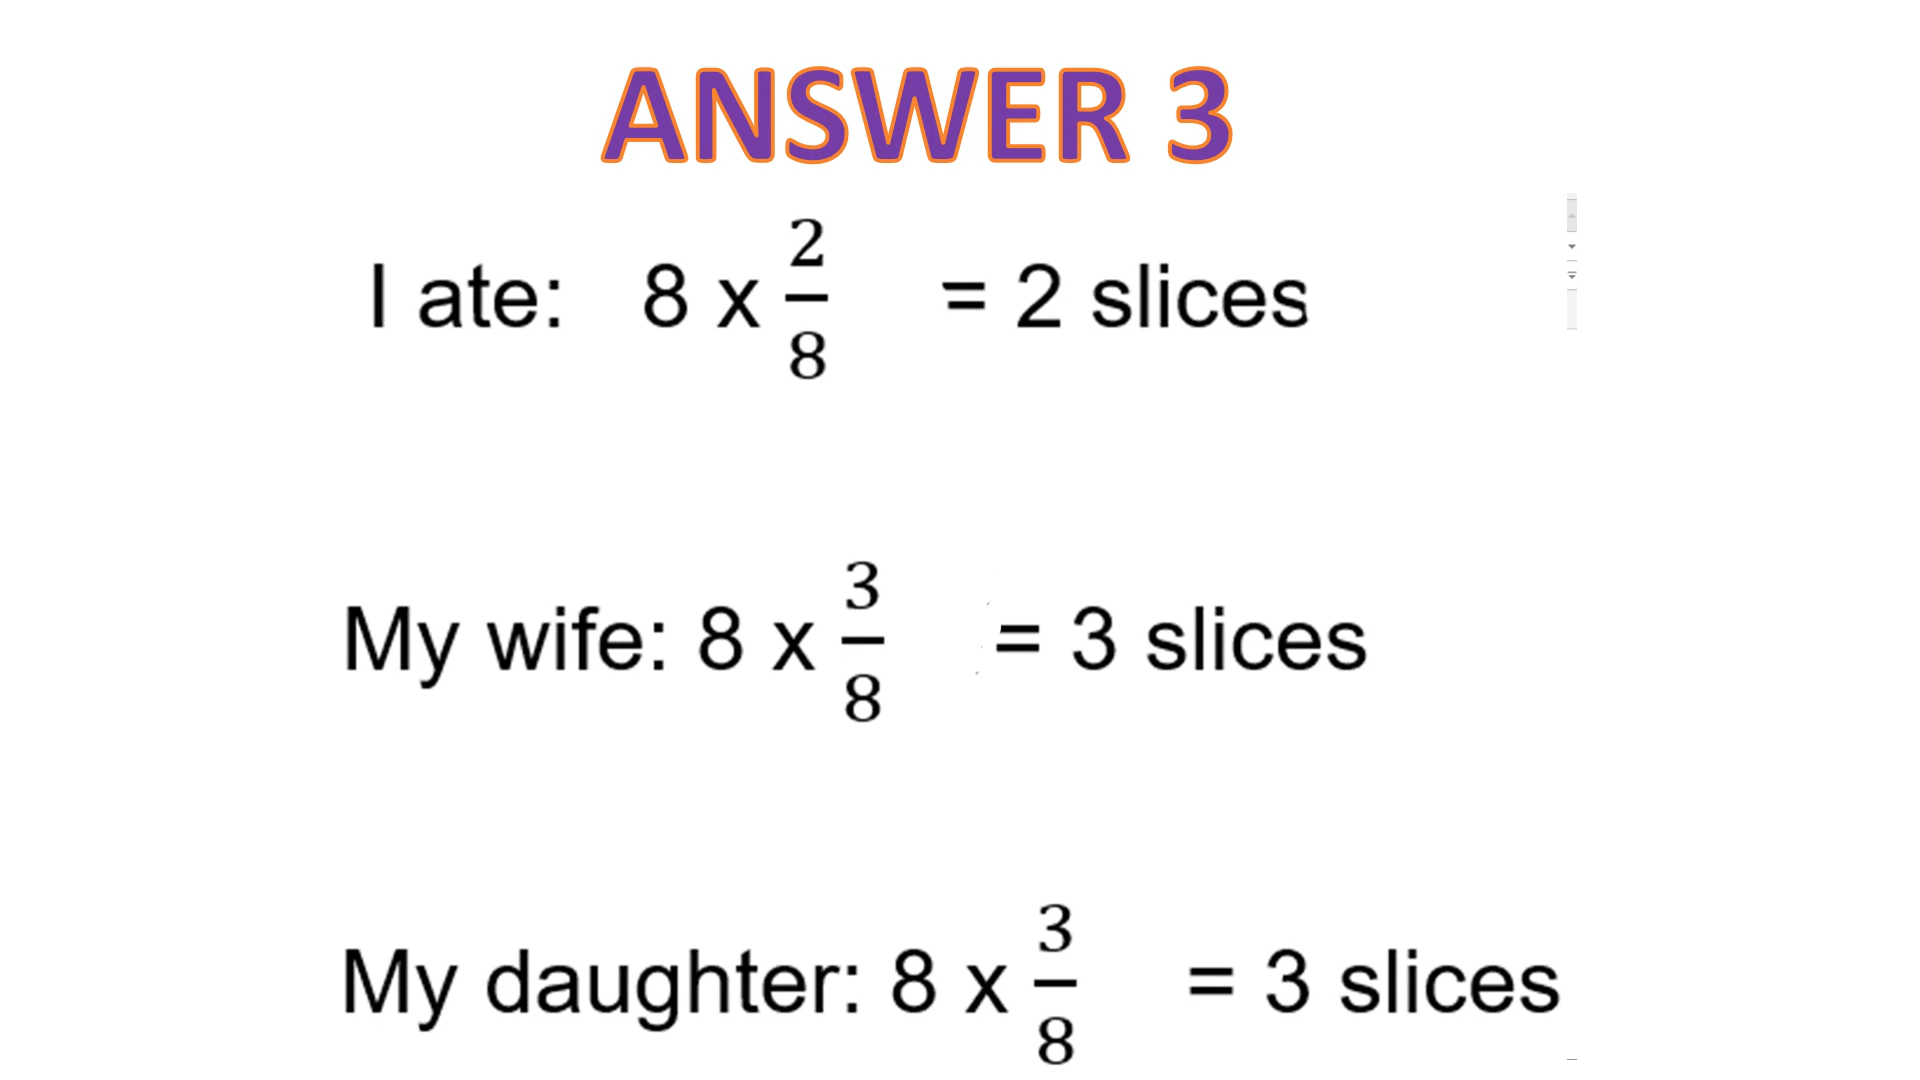 ANSWER 3
I ate: 8 x 2/8 = 2 slices
My wife: 8 x 3/8 = 3 slices
My daughter: 8 x 3/8 = 3 slices